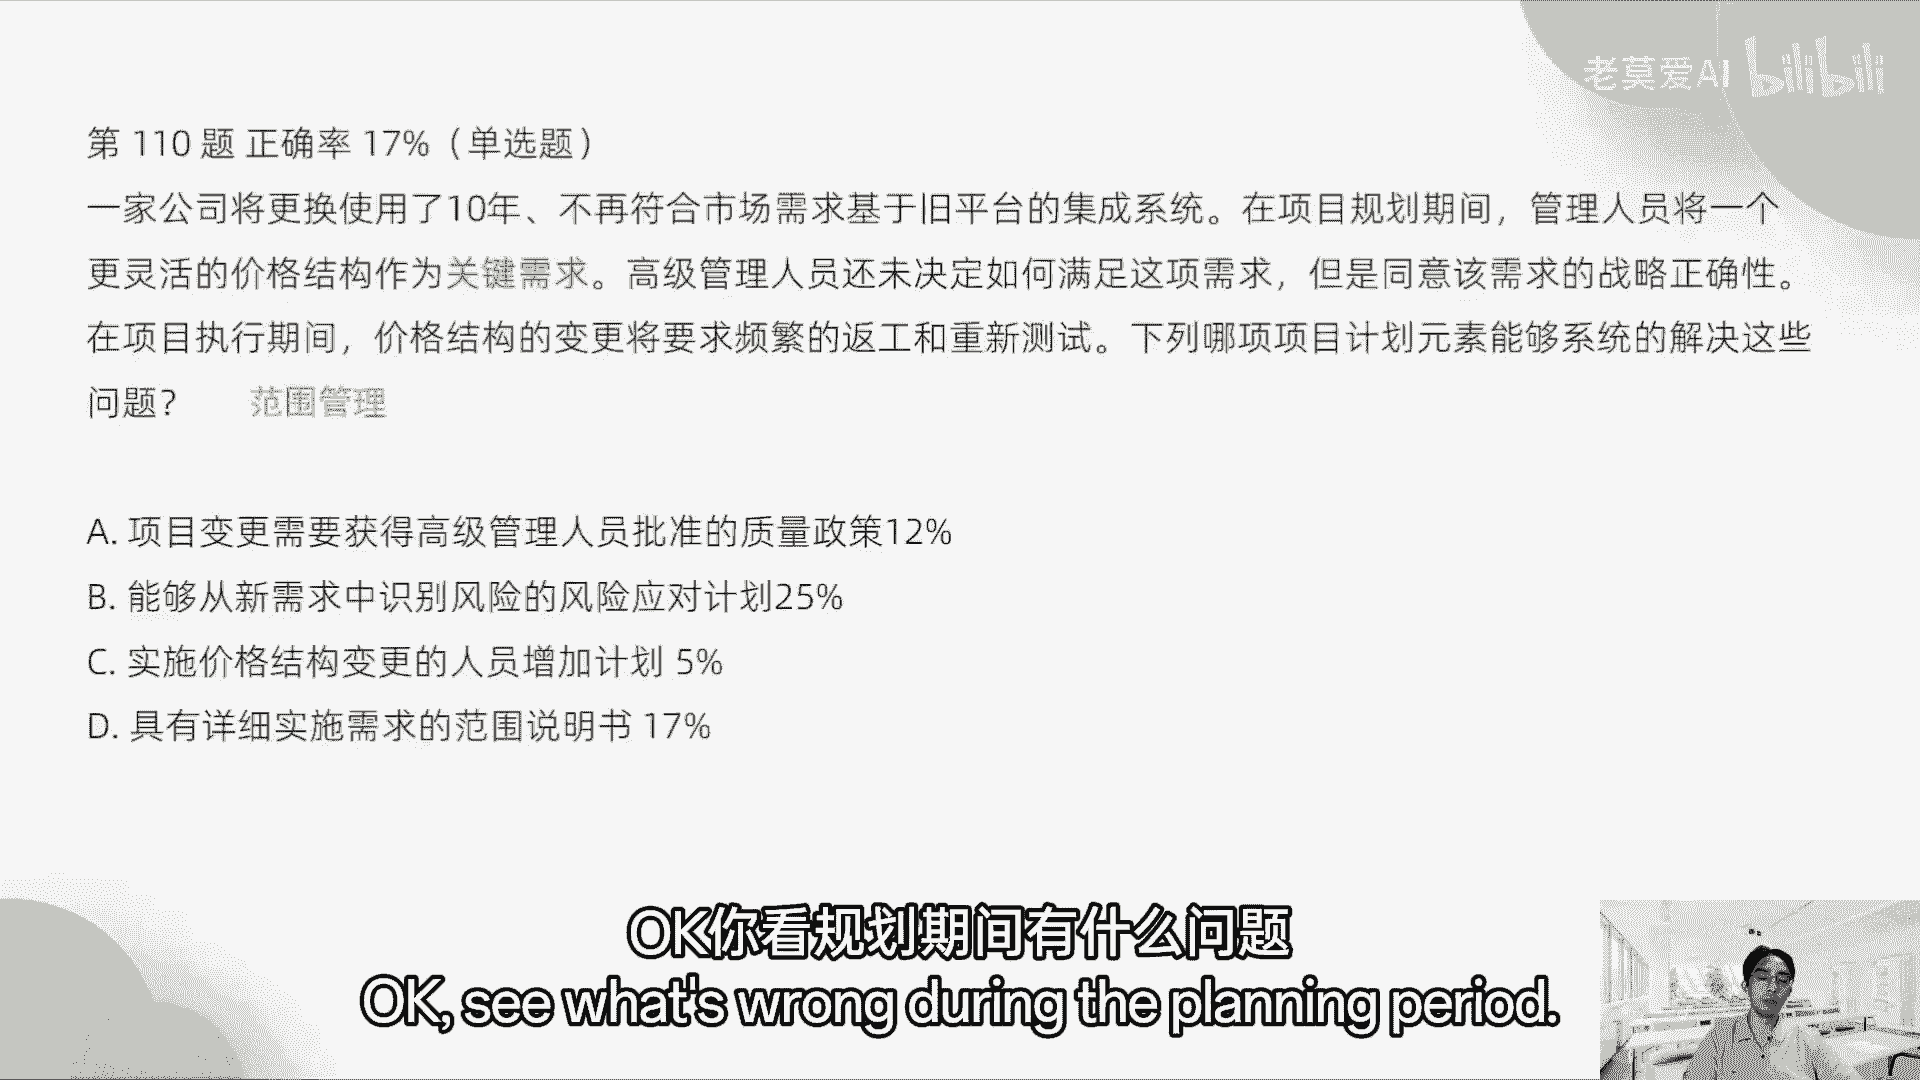 老莫爱AI bilibili
第 110 题 正确率 17%（单选题）
一家公司将更换使用了10年、不再符合市场需求基于旧平台的集成系统。在项目规划期间，管理人员将一个
更灵活的价格结构作为关键需求。高级管理人员还未决定如何满足这项需求，但是同意该需求的战略正确性。
在项目执行期间，价格结构的变更将要求频繁的返工和重新测试。下列哪项项目计划元素能够系统的解决这些
问题？ 范围管理
A. 项目变更需要获得高级管理人员批准的质量政策12%
B. 能够从新需求中识别风险的风险应对计划25%
C. 实施价格结构变更的人员增加计划 5%
D. 具有详细实施需求的范围说明书 17%
OK你看规划期间有什么问题
OK, see what's wrong during the planning period.